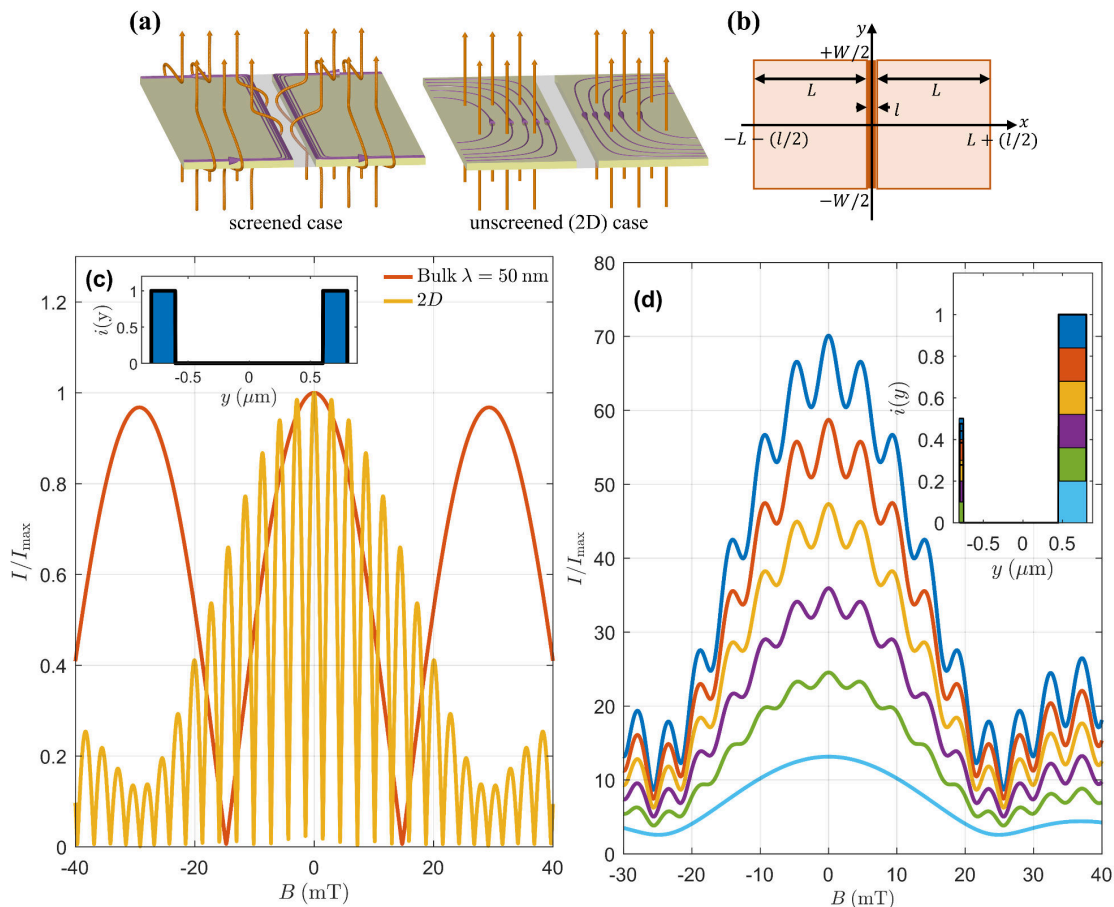 (a)
screened case
unscreened (2D) case
(b)
y
+W/2
L
L
l
x
−L − (l/2)
L + (l/2)
−W/2
(c)
Bulk λ = 50 nm
2D
i(y)
1
0.5
0
-0.5
0
0.5
y (μm)
I/I_max
1.2
1
0.8
0.6
0.4
0.2
0
-40
-20
0
20
40
B (mT)
(d)
i(y)
1
0.8
0.6
0.4
0.2
0
-0.5
0
0.5
y (μm)
I/I_max
80
70
60
50
40
30
20
10
0
-30
-20
-10
0
10
20
30
40
B (mT)